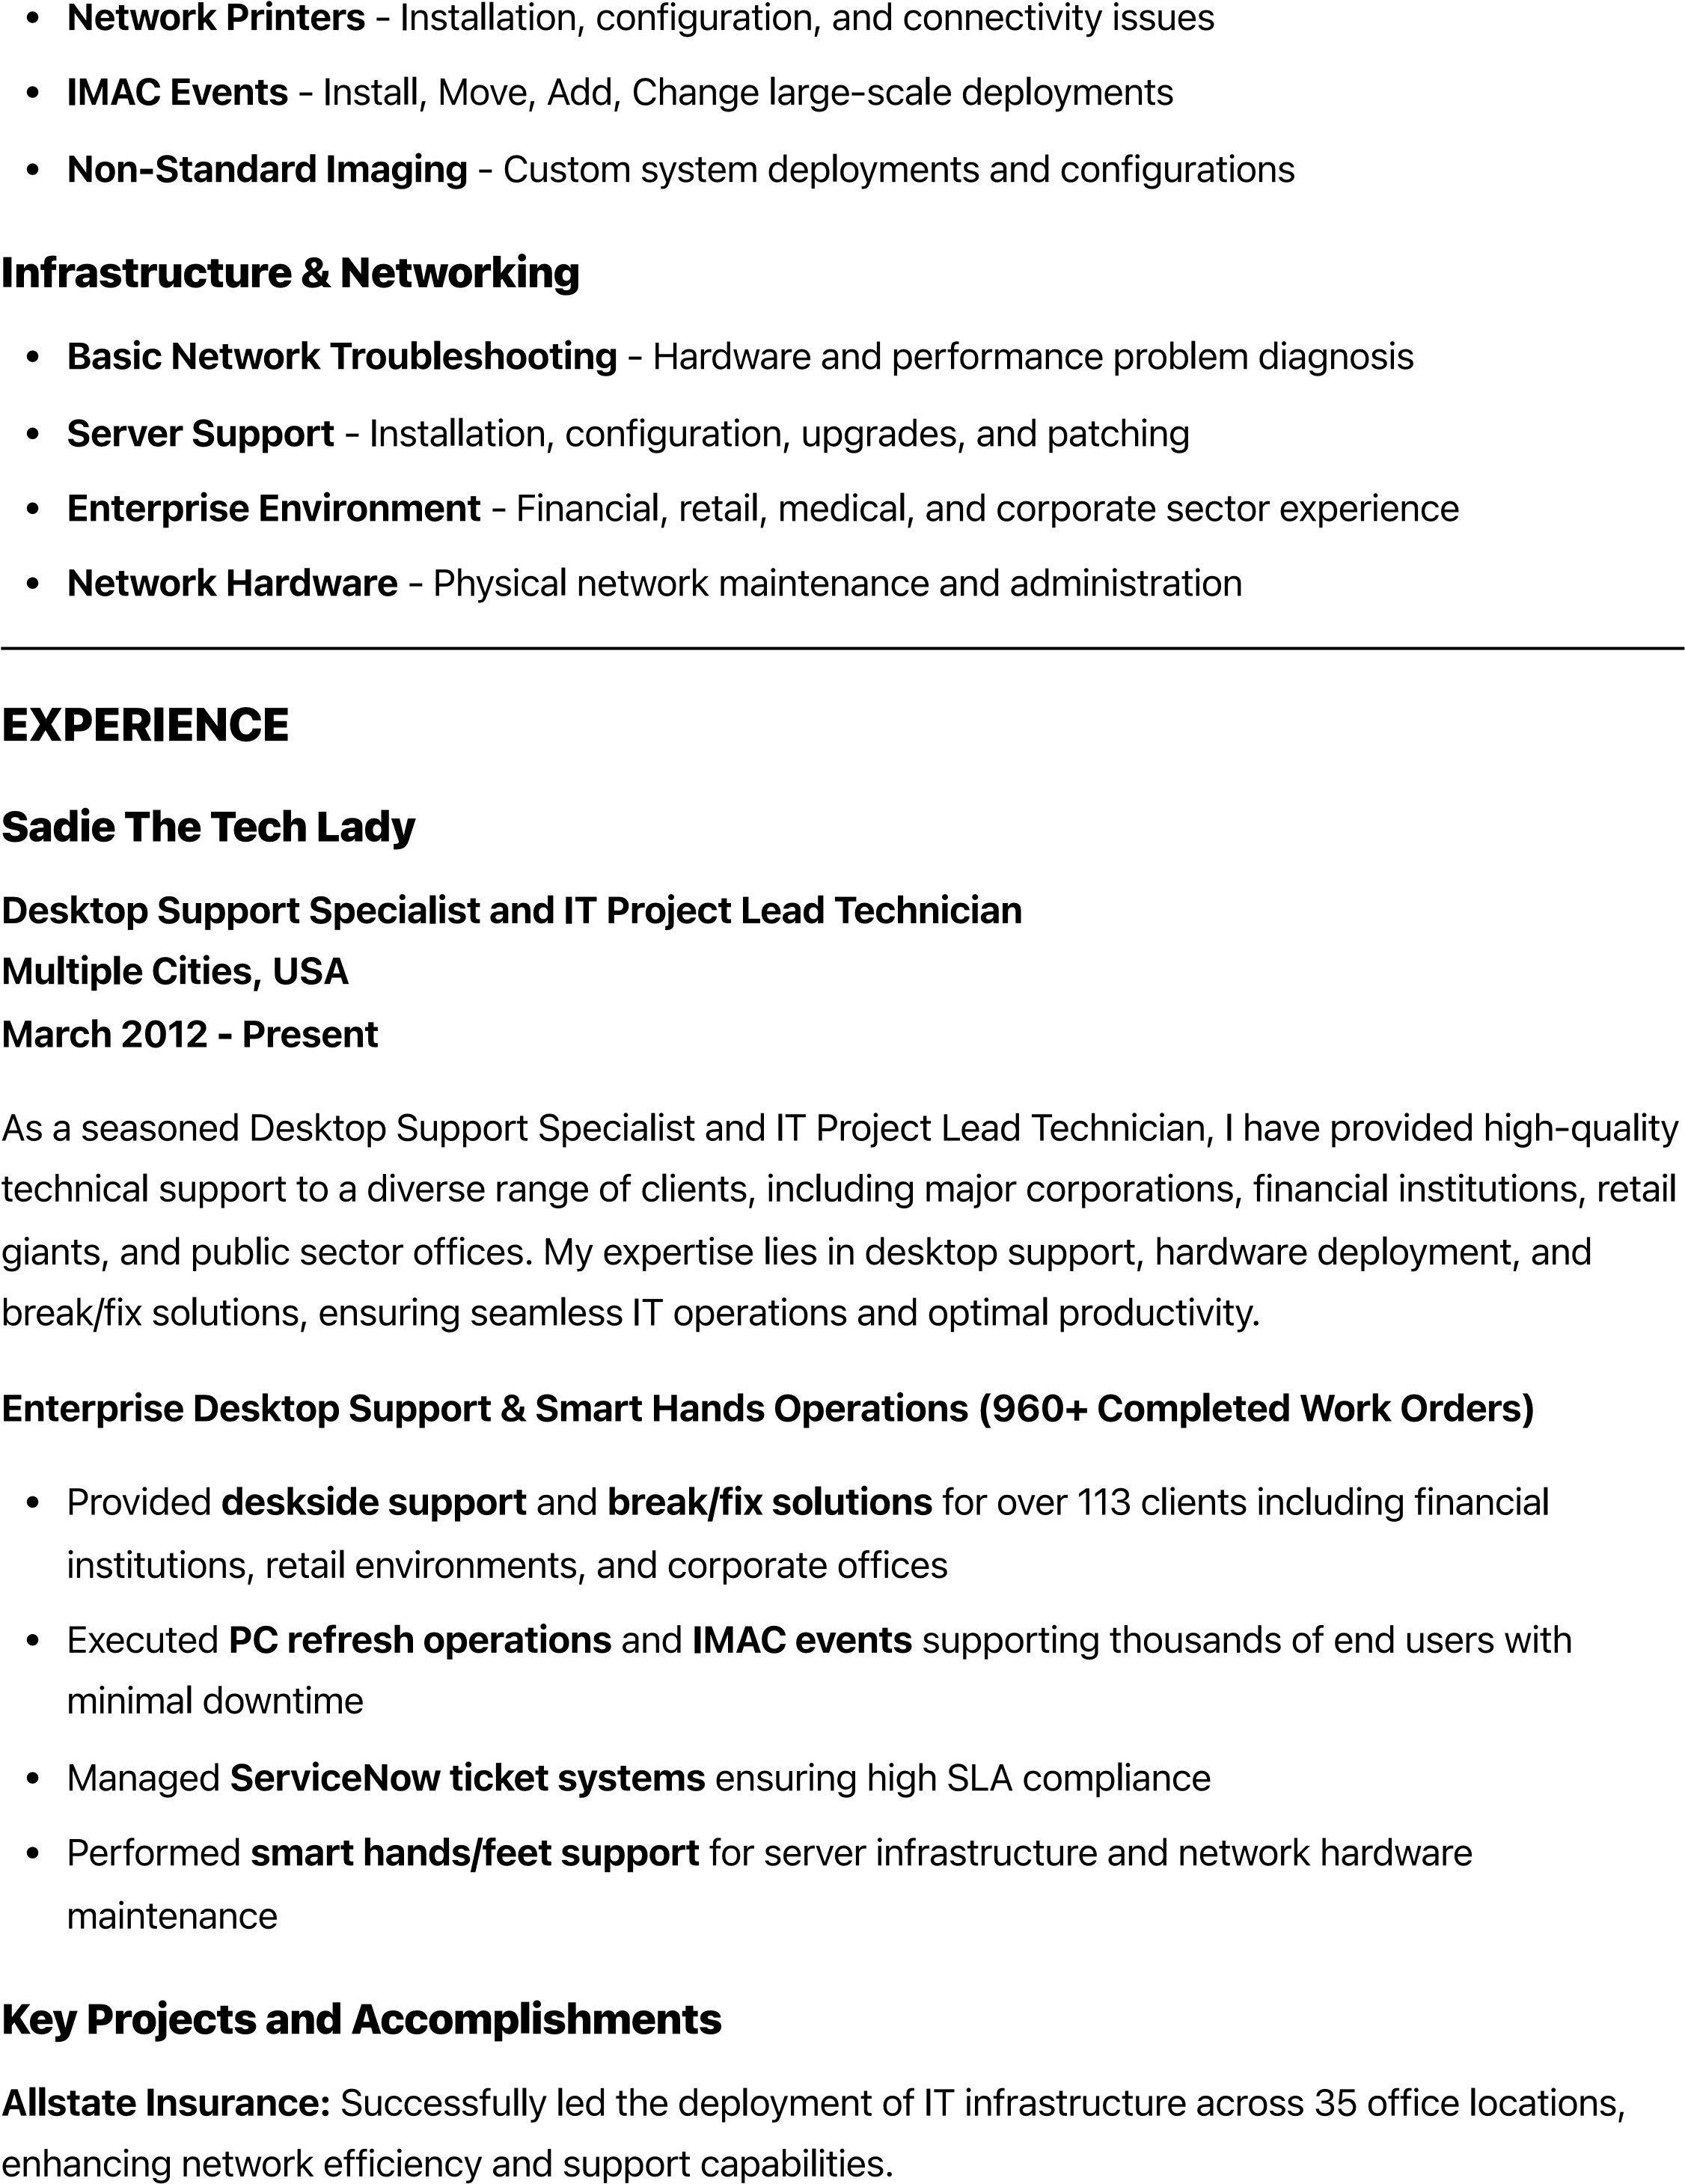 • Network Printers - Installation, configuration, and connectivity issues
• IMAC Events - Install, Move, Add, Change large-scale deployments
• Non-Standard Imaging - Custom system deployments and configurations
Infrastructure & Networking
• Basic Network Troubleshooting - Hardware and performance problem diagnosis
• Server Support - Installation, configuration, upgrades, and patching
• Enterprise Environment - Financial, retail, medical, and corporate sector experience
• Network Hardware - Physical network maintenance and administration
EXPERIENCE
Sadie The Tech Lady
Desktop Support Specialist and IT Project Lead Technician
Multiple Cities, USA
March 2012 - Present
As a seasoned Desktop Support Specialist and IT Project Lead Technician, I have provided high-quality
technical support to a diverse range of clients, including major corporations, financial institutions, retail
giants, and public sector offices. My expertise lies in desktop support, hardware deployment, and
break/fix solutions, ensuring seamless IT operations and optimal productivity.
Enterprise Desktop Support & Smart Hands Operations (960+ Completed Work Orders)
• Provided deskside support and break/fix solutions for over 113 clients including financial
institutions, retail environments, and corporate offices
• Executed PC refresh operations and IMAC events supporting thousands of end users with
minimal downtime
• Managed ServiceNow ticket systems ensuring high SLA compliance
• Performed smart hands/feet support for server infrastructure and network hardware
maintenance
Key Projects and Accomplishments
Allstate Insurance: Successfully led the deployment of IT infrastructure across 35 office locations,
enhancing network efficiency and support capabilities.